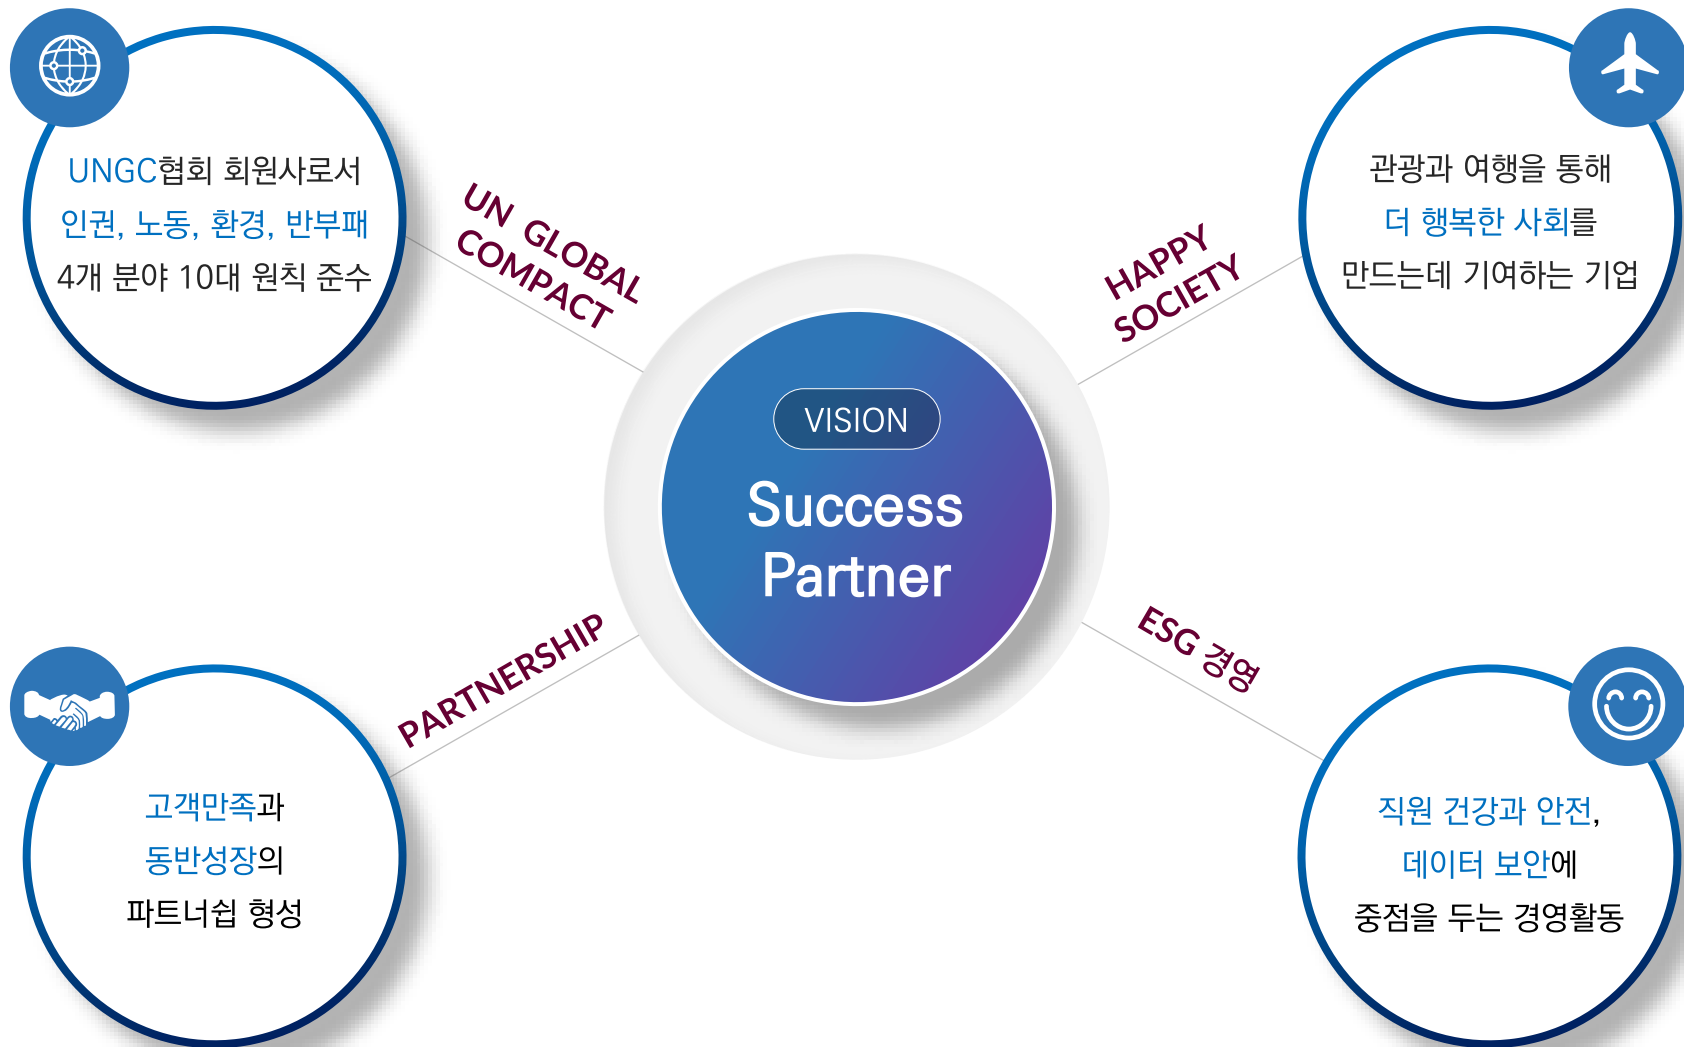 UNGC협회 회원사로서
인권, 노동, 환경, 반부패
4개 분야 10대 원칙 준수
UN GLOBAL
COMPACT
관광과 여행을 통해
더 행복한 사회를
만드는데 기여하는 기업
HAPPY
SOCIETY
VISION
Success
Partner
고객만족과
동반성장의
파트너쉽 형성
PARTNERSHIP
직원 건강과 안전,
데이터 보안에
중점을 두는 경영활동
ESG 경영